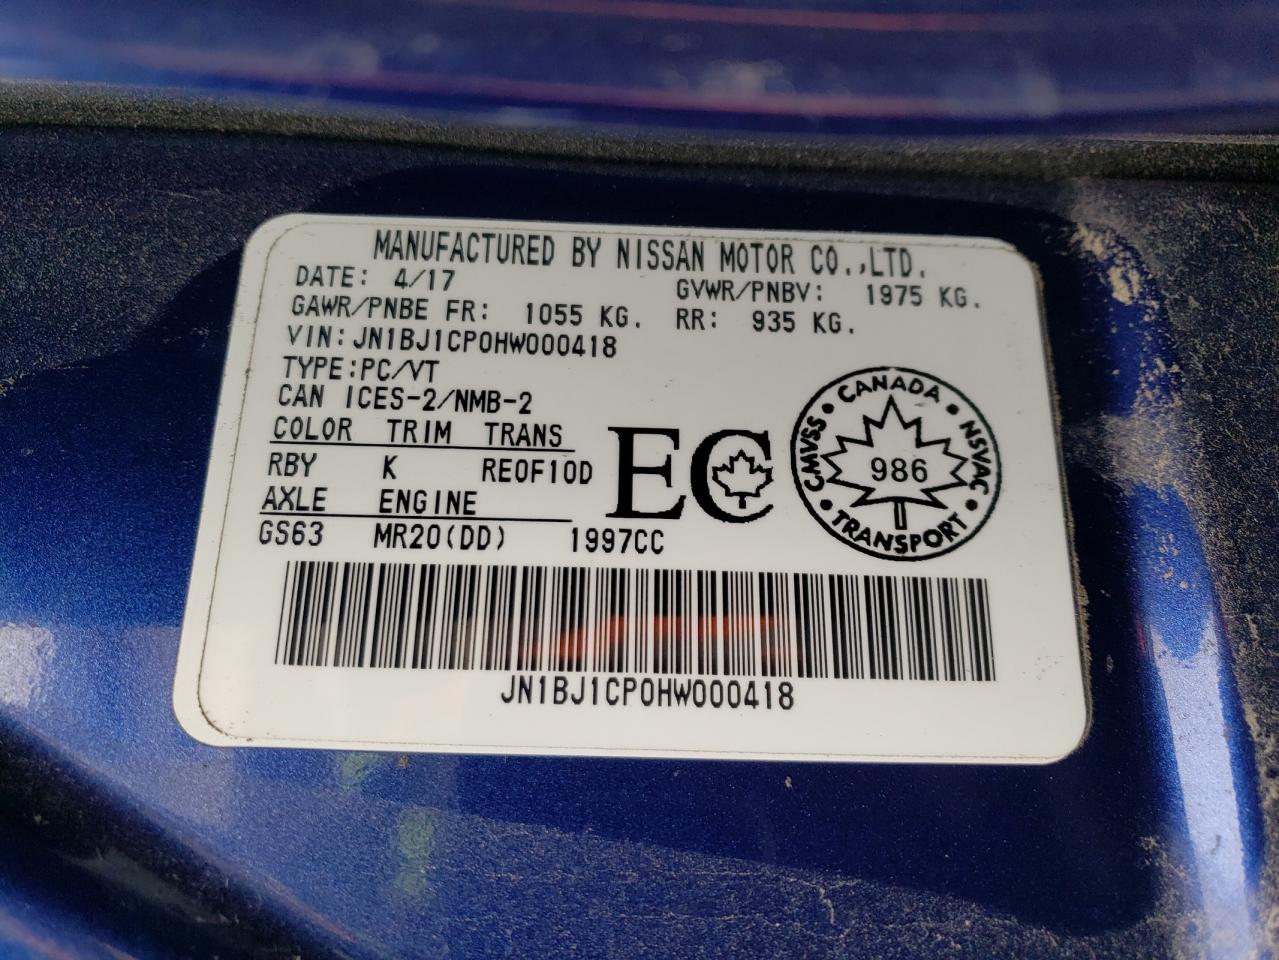 MANUFACTURED BY NISSAN MOTOR CO.,LTD.
DATE: 4/17 GVWR/PNBV: 1975 KG.
GAWR/PNBE FR: 1055 KG. RR: 935 KG.
VIN:JN1BJ1CP0HW000418
TYPE:PC/VT
CAN ICES-2/NMB-2
COLOR TRIM TRANS
RBY K RE0F10D
AXLE ENGINE
GS63 MR20(DD) 1997CC
EC
CANADA
CMVSS • NSVAC
986
TRANSPORT
JN1BJ1CP0HW000418